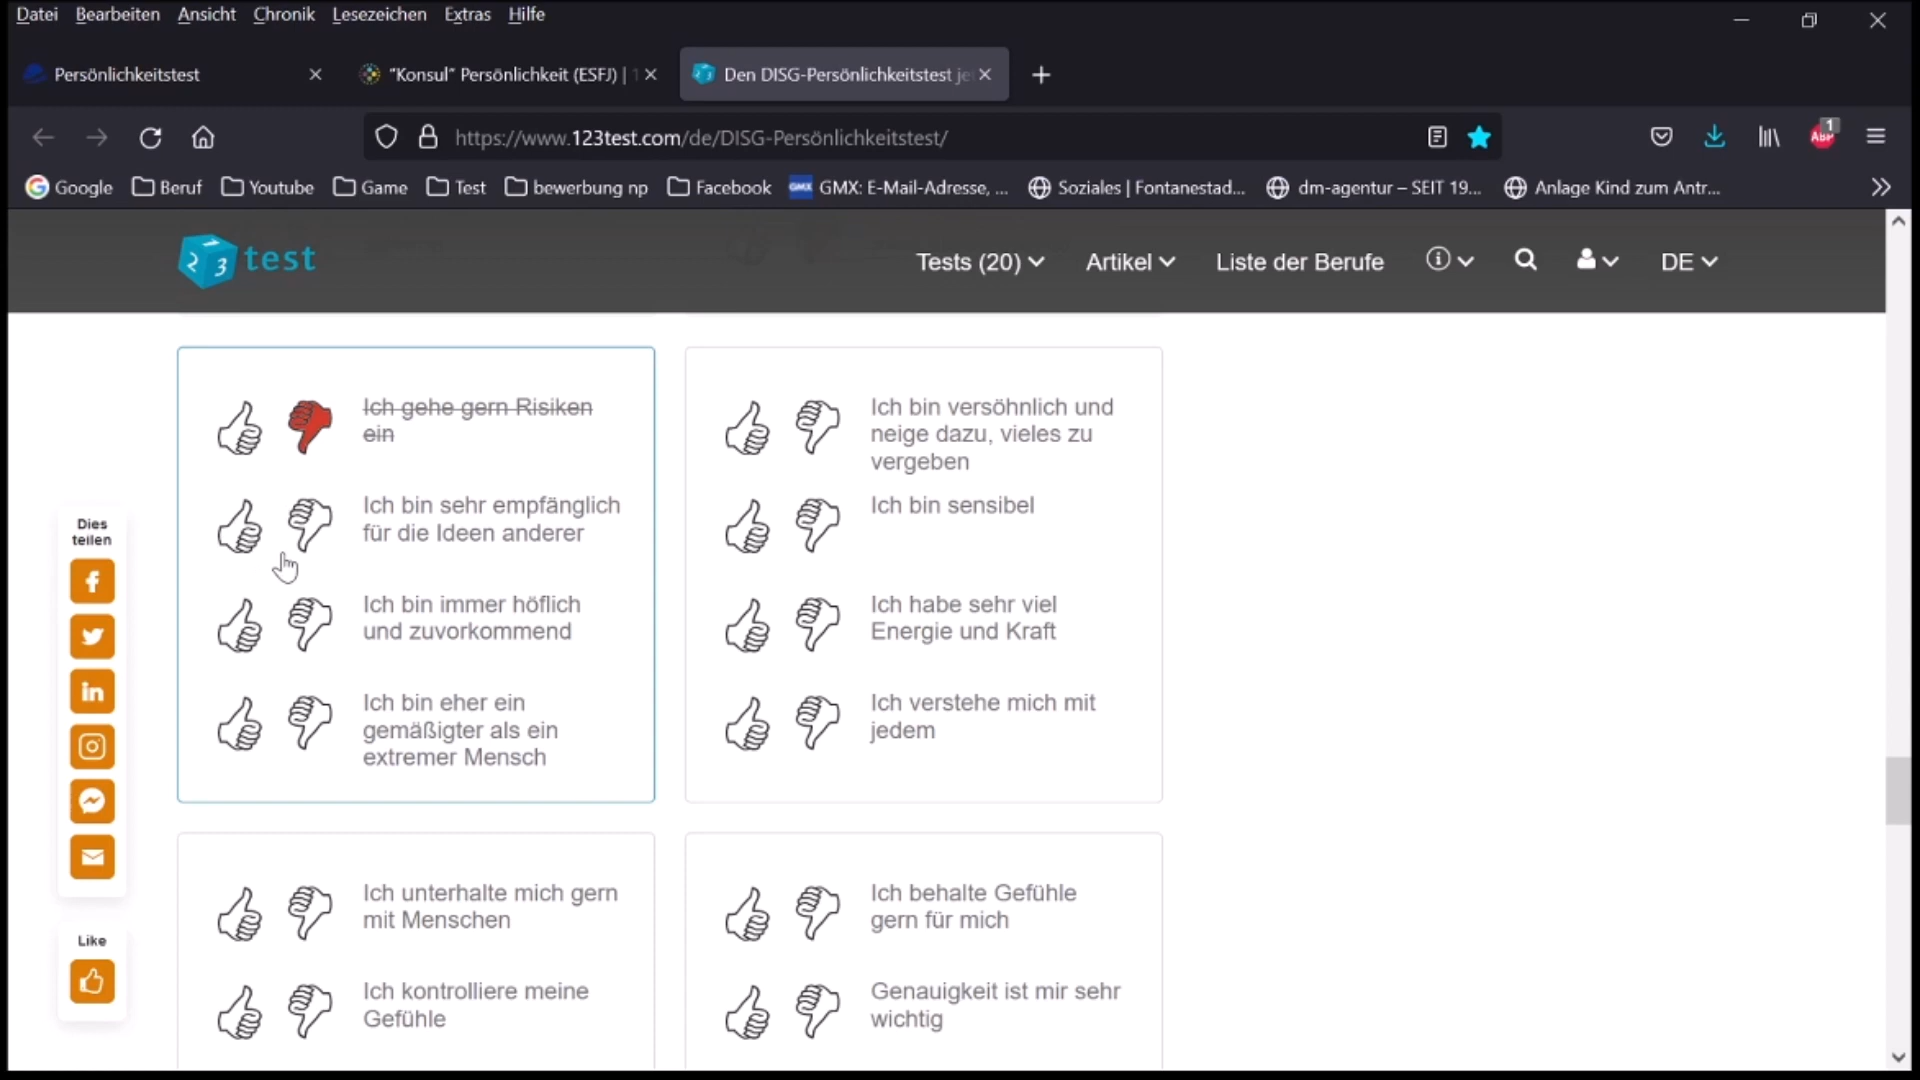 Datei Bearbeiten Ansicht Chronik Lesezeichen Extras Hilfe
Persönlichkeitstest "Konsul" Persönlichkeit (ESFJ) | Den DISG-Persönlichkeitstest
https://www.123test.com/de/DISG-Persönlichkeitstest/
ABP 1
Google Beruf Youtube Game Test bewerbung np Facebook GMX GMX: E-Mail-Adresse, ... Soziales | Fontanestad... dm-agentur – SEIT 19... Anlage Kind zum Antr...
123 test Tests (20) Artikel Liste der Berufe DE
Ich gehe gern Risiken
ein
Ich bin sehr empfänglich
für die Ideen anderer
Ich bin immer höflich
und zuvorkommend
Ich bin eher ein
gemäßigter als ein
extremer Mensch
Ich bin versöhnlich und
neige dazu, vieles zu
vergeben
Ich bin sensibel
Ich habe sehr viel
Energie und Kraft
Ich verstehe mich mit
jedem
Dies
teilen
Like
Ich unterhalte mich gern
mit Menschen
Ich kontrolliere meine
Gefühle
Ich behalte Gefühle
gern für mich
Genauigkeit ist mir sehr
wichtig